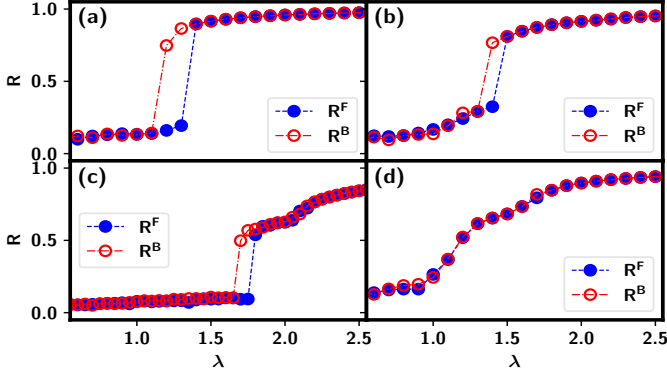 (a) (b)
1.0
R 0.5
R^F R^F
R^B R^B
0.0
(c) (d)
1.0
R^F
R 0.5 R^B
R^F
R^B
0.0
1.0 1.5 2.0 2.5 1.0 1.5 2.0 2.5
λ λ